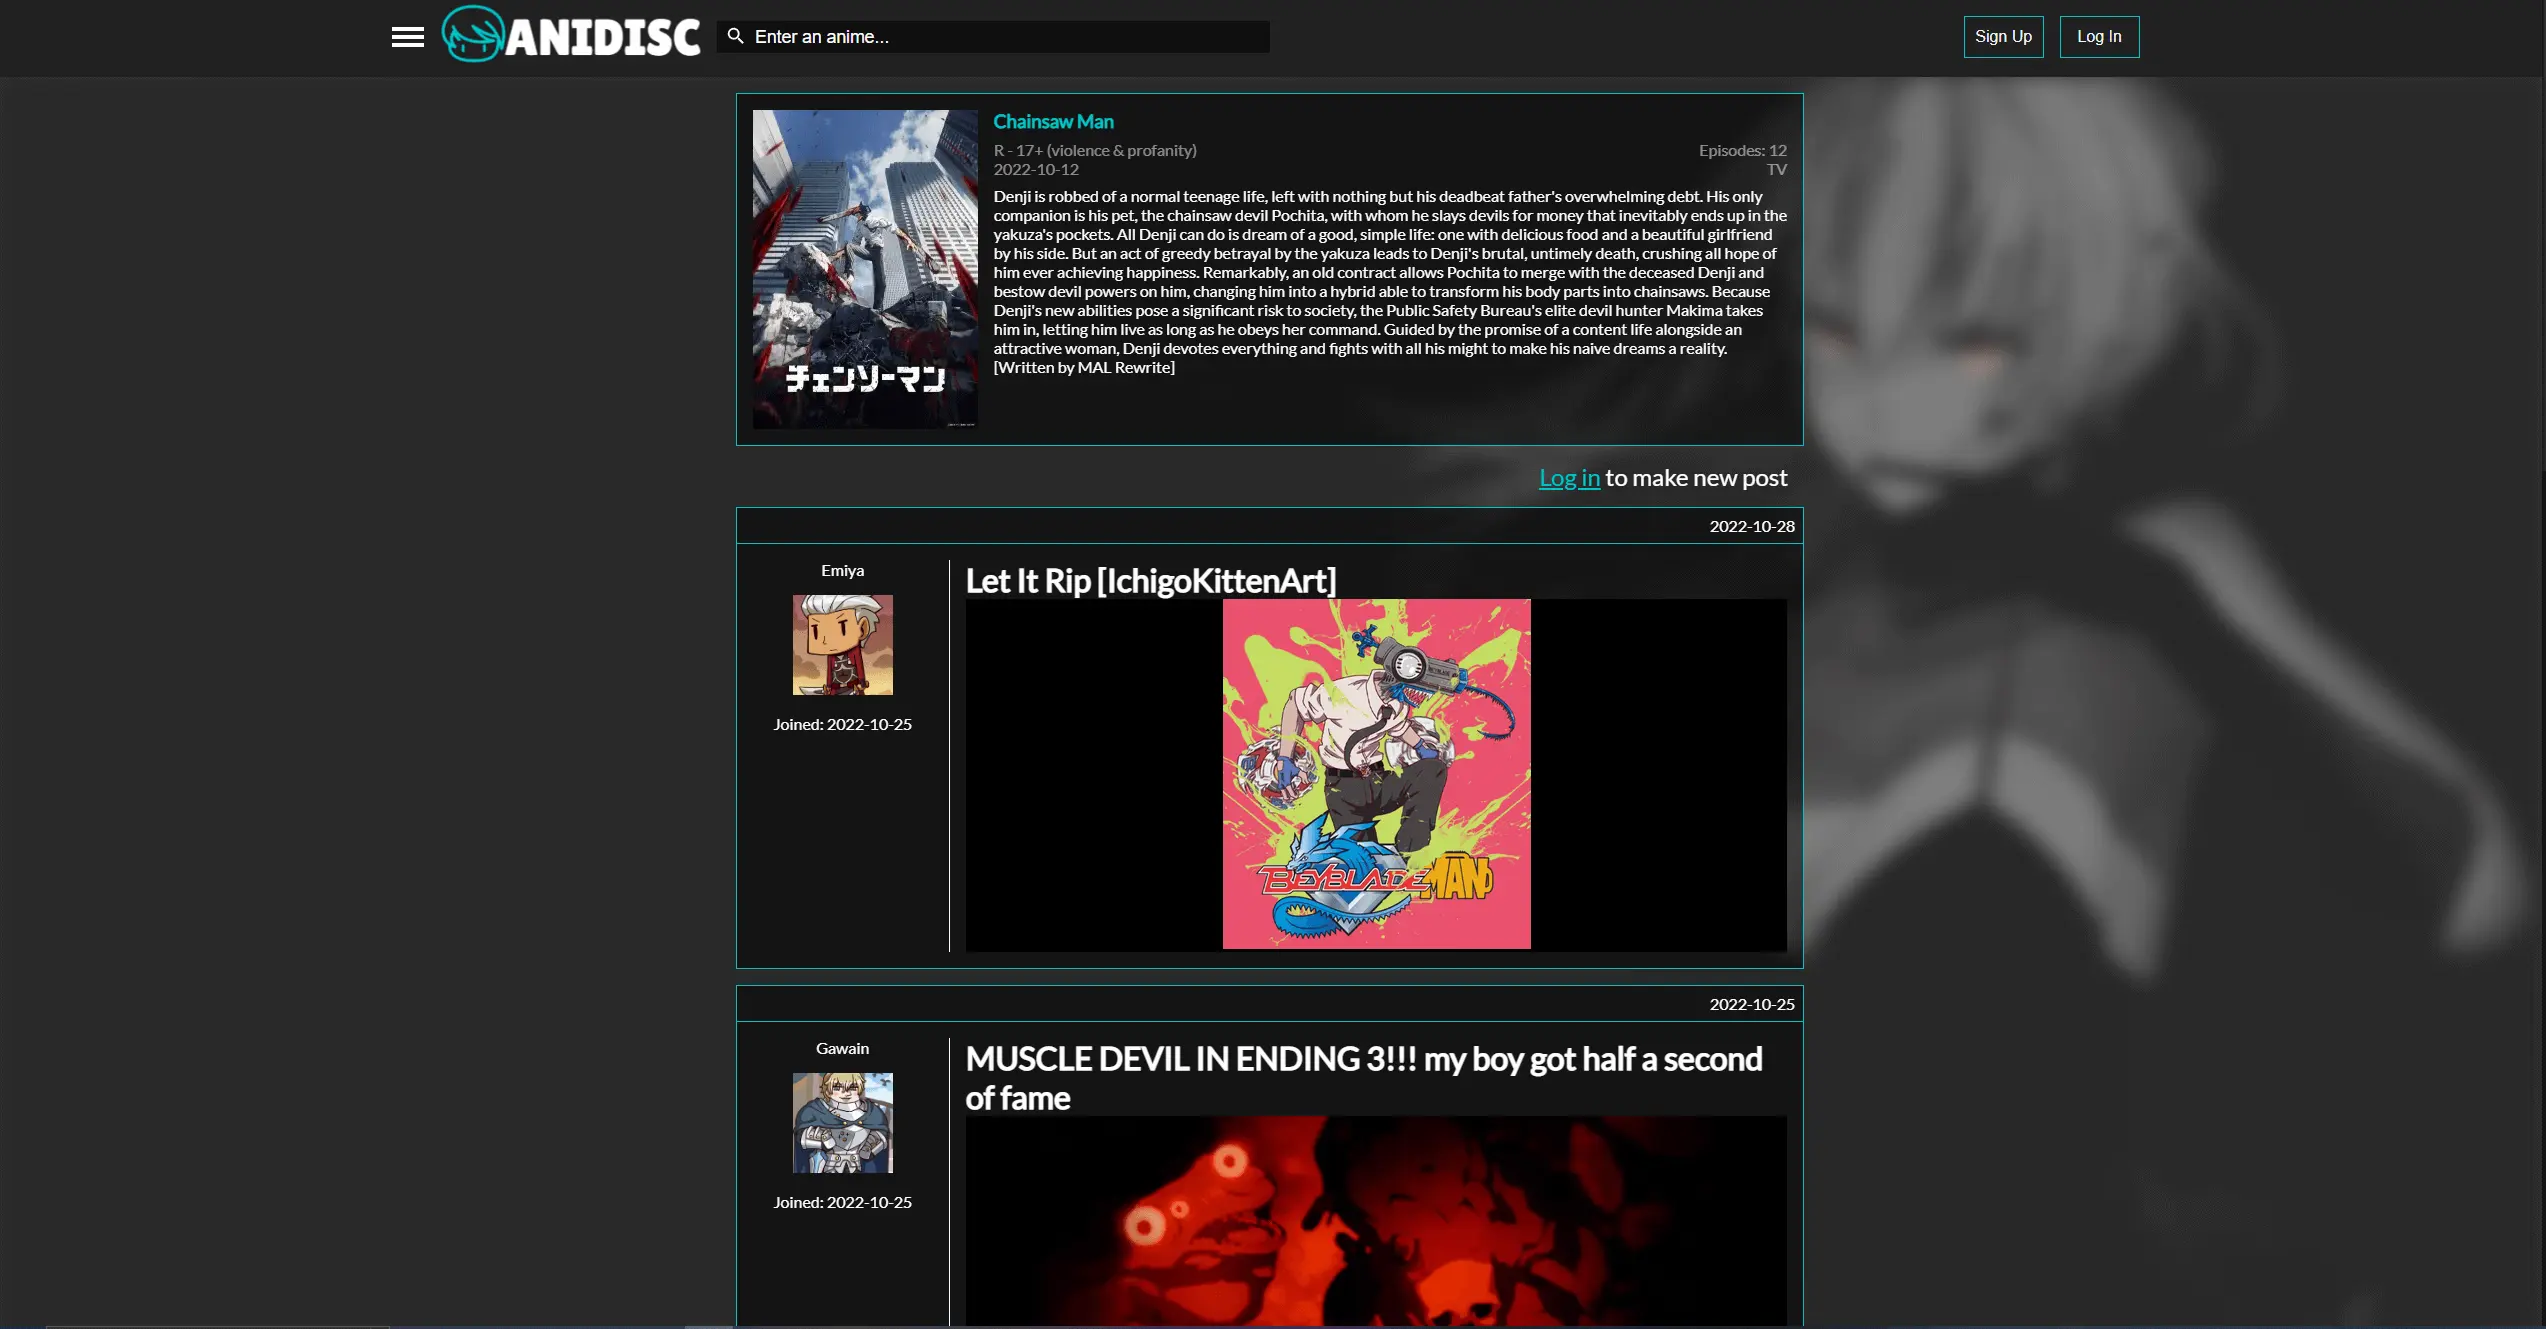 ANIDISC
Enter an anime...
Sign Up
Log In
Chainsaw Man
R - 17+ (violence & profanity)
Episodes: 12
2022-10-12
TV
Denji is robbed of a normal teenage life, left with nothing but his deadbeat father's overwhelming debt. His only
companion is his pet, the chainsaw devil Pochita, with whom he slays devils for money that inevitably ends up in the
yakuza's pockets. All Denji can do is dream of a good, simple life: one with delicious food and a beautiful girlfriend
by his side. But an act of greedy betrayal by the yakuza leads to Denji's brutal, untimely death, crushing all hope of
him ever achieving happiness. Remarkably, an old contract allows Pochita to merge with the deceased Denji and
bestow devil powers on him, changing him into a hybrid able to transform his body parts into chainsaws. Because
Denji's new abilities pose a significant risk to society, the Public Safety Bureau's elite devil hunter Makima takes
him in, letting him live as long as he obeys her command. Guided by the promise of a content life alongside an
attractive woman, Denji devotes everything and fights with all his might to make his naive dreams a reality.
[Written by MAL Rewrite]
チェンソーマン
Log in to make new post
2022-10-28
Emiya
Joined: 2022-10-25
Let It Rip [IchigoKittenArt]
BEYBLADE MAN
2022-10-25
Gawain
Joined: 2022-10-25
MUSCLE DEVIL IN ENDING 3!!! my boy got half a second
of fame